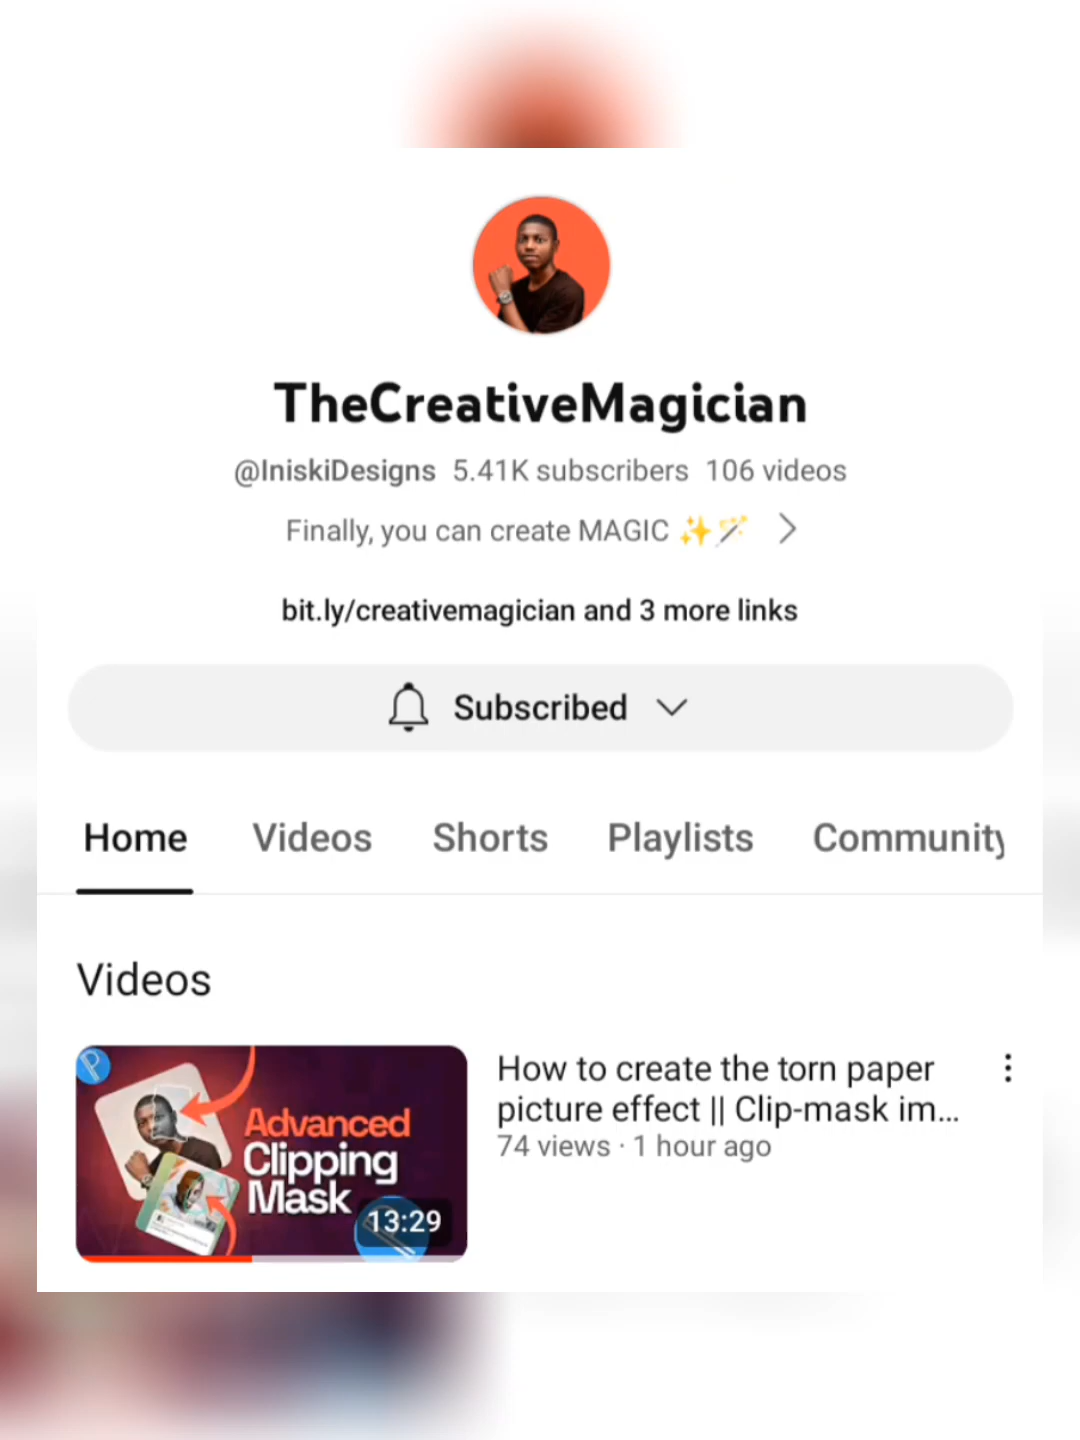 TheCreativeMagician
@IniskiDesigns 5.41K subscribers 106 videos
Finally, you can create MAGIC ✨🪄
bit.ly/creativemagician and 3 more links
Subscribed
Home Videos Shorts Playlists Community
Videos
Advanced
Clipping
Mask
13:29
How to create the torn paper
picture effect || Clip-mask im...
74 views · 1 hour ago